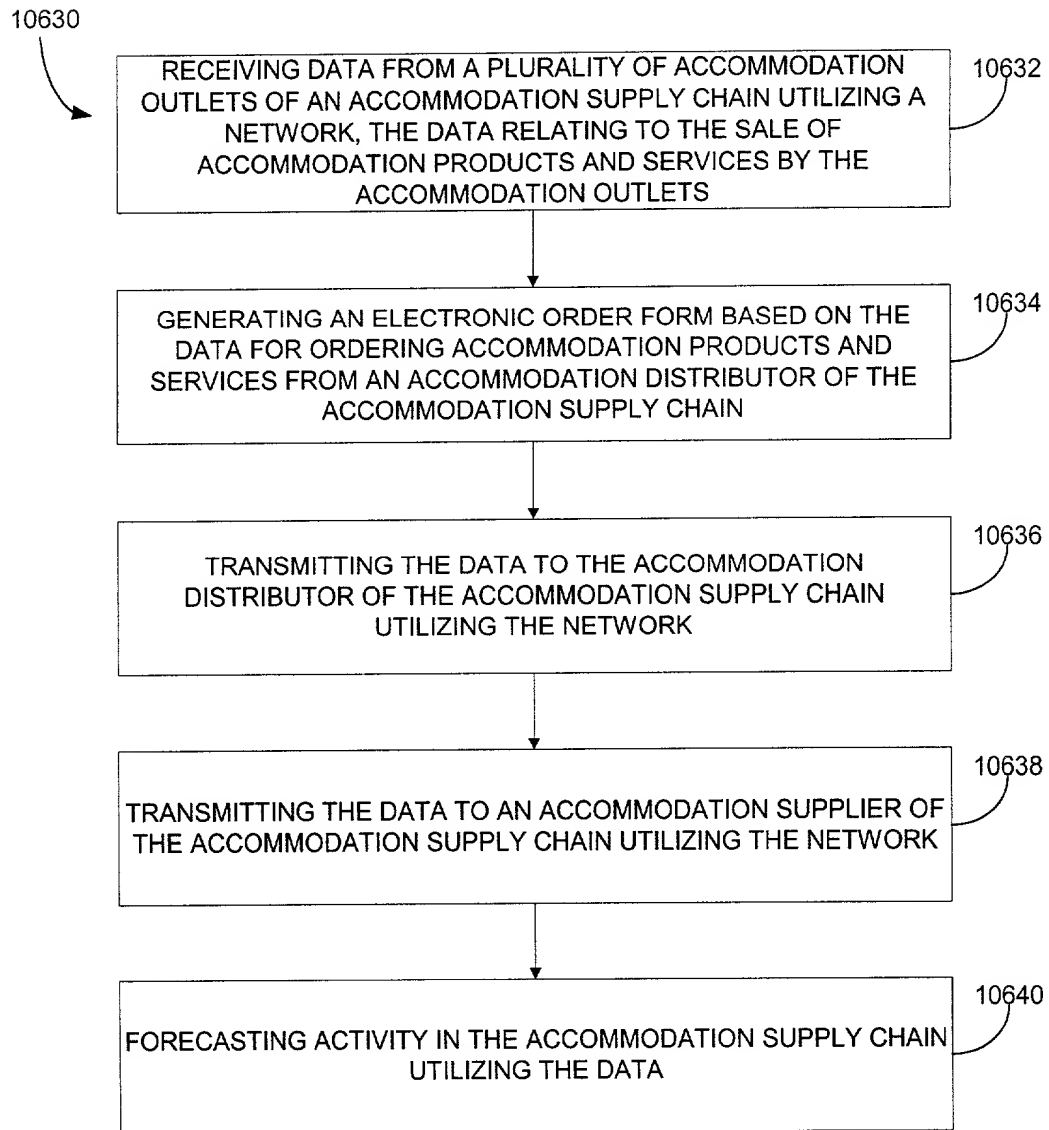 10630
RECEIVING DATA FROM A PLURALITY OF ACCOMMODATION
OUTLETS OF AN ACCOMMODATION SUPPLY CHAIN UTILIZING A
NETWORK, THE DATA RELATING TO THE SALE OF
ACCOMMODATION PRODUCTS AND SERVICES BY THE
ACCOMMODATION OUTLETS
10632
GENERATING AN ELECTRONIC ORDER FORM BASED ON THE
DATA FOR ORDERING ACCOMMODATION PRODUCTS AND
SERVICES FROM AN ACCOMMODATION DISTRIBUTOR OF THE
ACCOMMODATION SUPPLY CHAIN
10634
TRANSMITTING THE DATA TO THE ACCOMMODATION
DISTRIBUTOR OF THE ACCOMMODATION SUPPLY CHAIN
UTILIZING THE NETWORK
10636
TRANSMITTING THE DATA TO AN ACCOMMODATION SUPPLIER OF
THE ACCOMMODATION SUPPLY CHAIN UTILIZING THE NETWORK
10638
FORECASTING ACTIVITY IN THE ACCOMMODATION SUPPLY CHAIN
UTILIZING THE DATA
10640